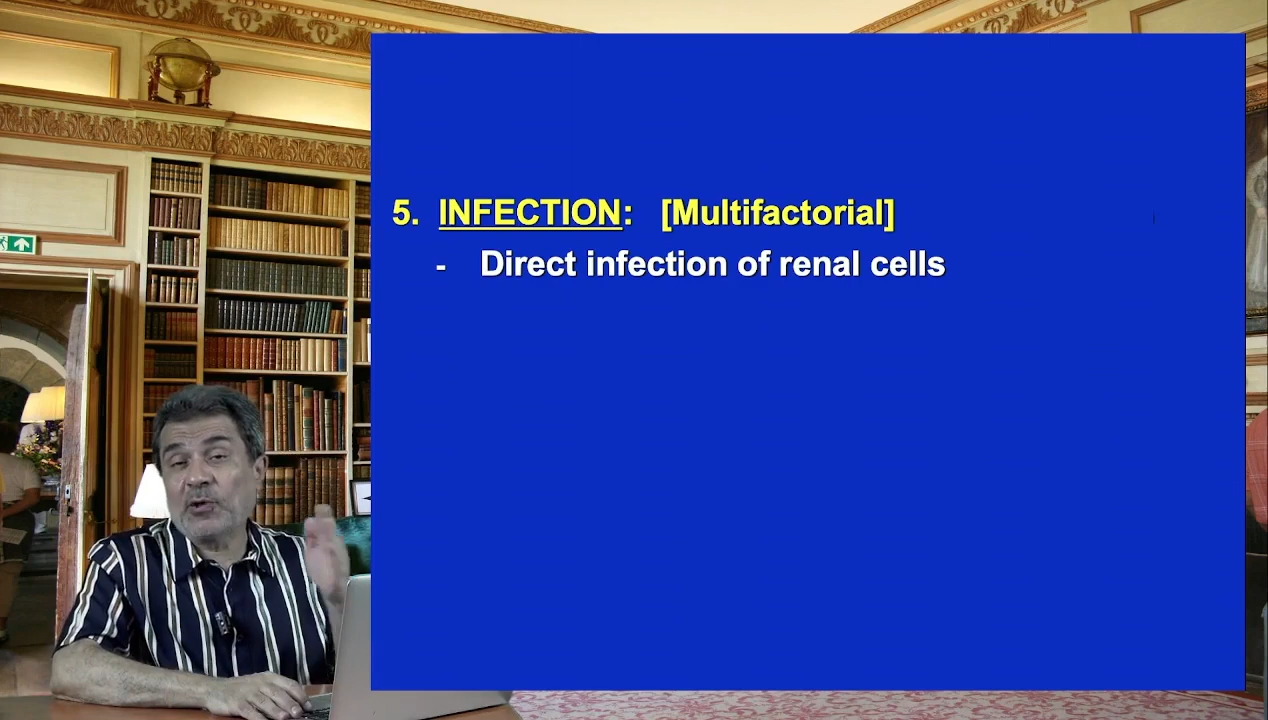 5. INFECTION: [Multifactorial]
- Direct infection of renal cells